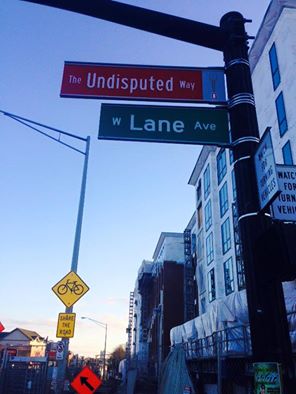 The Undisputed Way
W Lane Ave
WATCH
FOR
TURNING
VEHICLES
SHARE
THE
ROAD